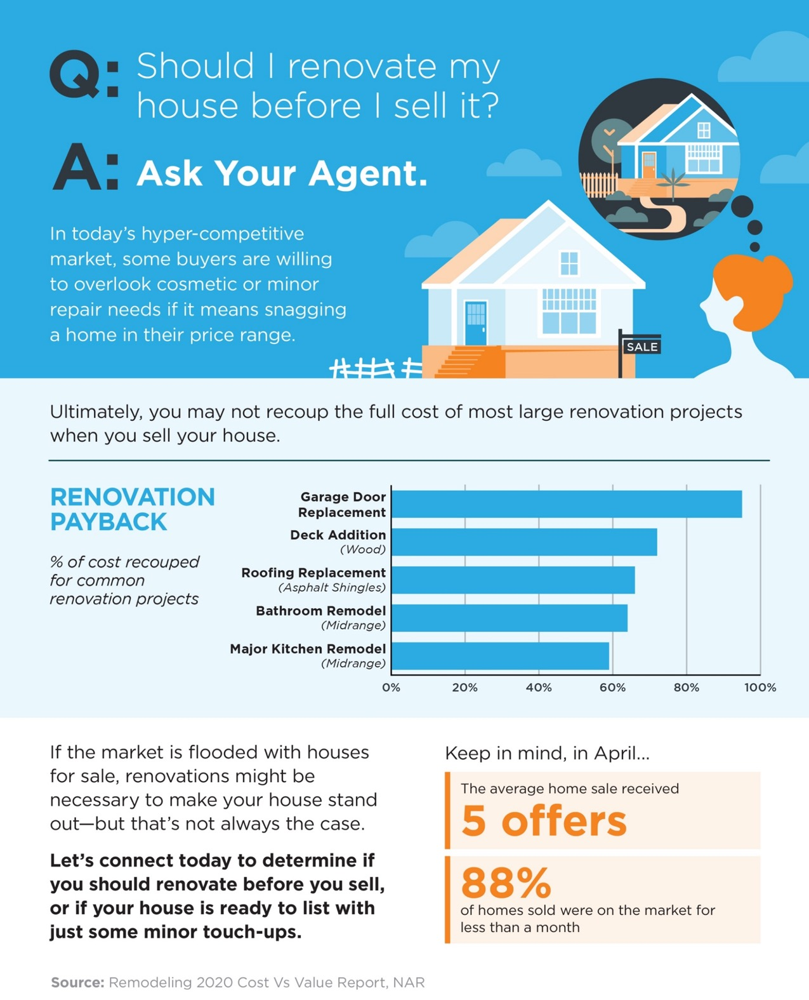 Q: Should I renovate my
house before I sell it?
A: Ask Your Agent.
In today's hyper-competitive
market, some buyers are willing
to overlook cosmetic or minor
repair needs if it means snagging
a home in their price range.
SALE
Ultimately, you may not recoup the full cost of most large renovation projects
when you sell your house.
RENOVATION
PAYBACK
% of cost recouped
for common
renovation projects
Garage Door
Replacement
Deck Addition
(Wood)
Roofing Replacement
(Asphalt Shingles)
Bathroom Remodel
(Midrange)
Major Kitchen Remodel
(Midrange)
0% 20% 40% 60% 80% 100%
If the market is flooded with houses
for sale, renovations might be
necessary to make your house stand
out—but that's not always the case.
Let's connect today to determine if
you should renovate before you sell,
or if your house is ready to list with
just some minor touch-ups.
Keep in mind, in April...
The average home sale received
5 offers
88%
of homes sold were on the market for
less than a month
Source: Remodeling 2020 Cost Vs Value Report, NAR